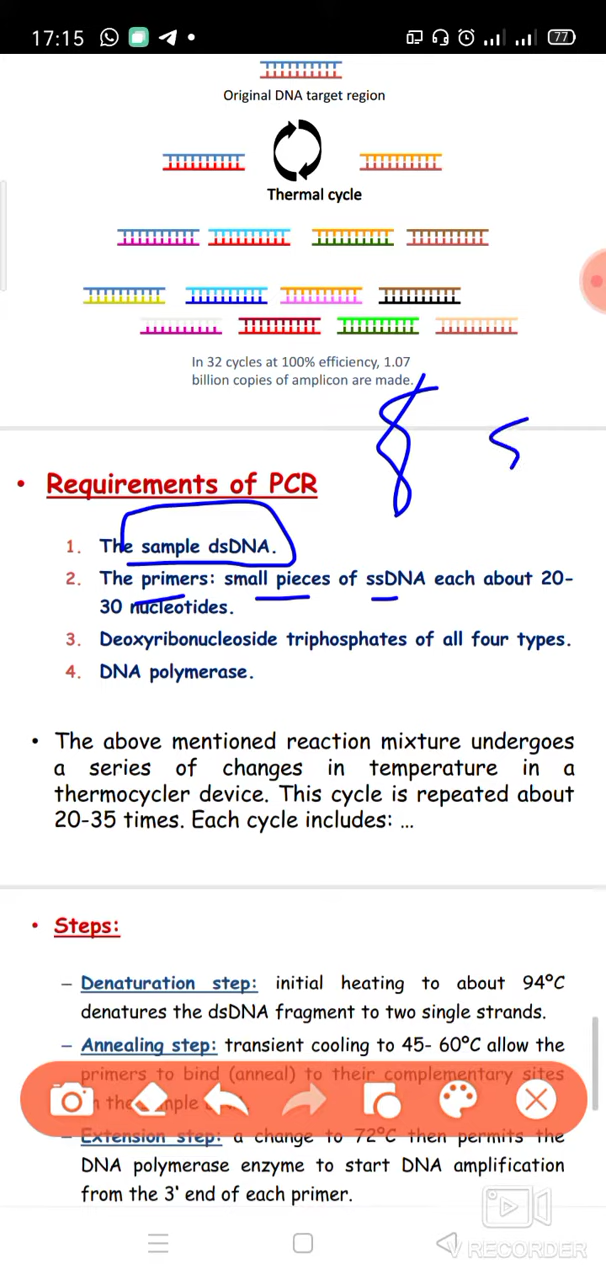 17:15
77
Original DNA target region
Thermal cycle
In 32 cycles at 100% efficiency, 1.07
billion copies of amplicon are made.
• Requirements of PCR
1. The sample dsDNA.
2. The primers: small pieces of ssDNA each about 20-
30 nucleotides.
3. Deoxyribonucleoside triphosphates of all four types.
4. DNA polymerase.
• The above mentioned reaction mixture undergoes
a series of changes in temperature in a
thermocycler device. This cycle is repeated about
20-35 times. Each cycle includes: ...
• Steps:
– Denaturation step: initial heating to about 94°C
denatures the dsDNA fragment to two single strands.
– Annealing step: transient cooling to 45- 60°C allow the
primers to bind (anneal) to their complementary sites
– Extension step: a change to 72°C then permits the
DNA polymerase enzyme to start DNA amplification
from the 3' end of each primer.
V RECORDER